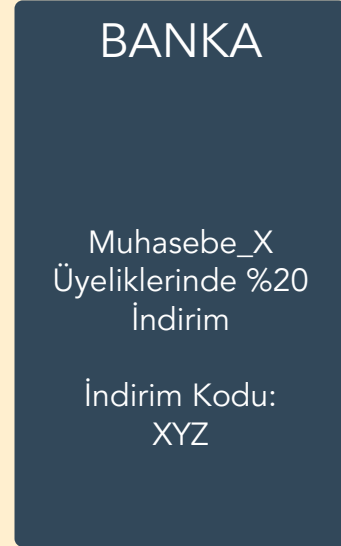 BANKA
Muhasebe_X
Üyeliklerinde %20
İndirim
İndirim Kodu:
XYZ